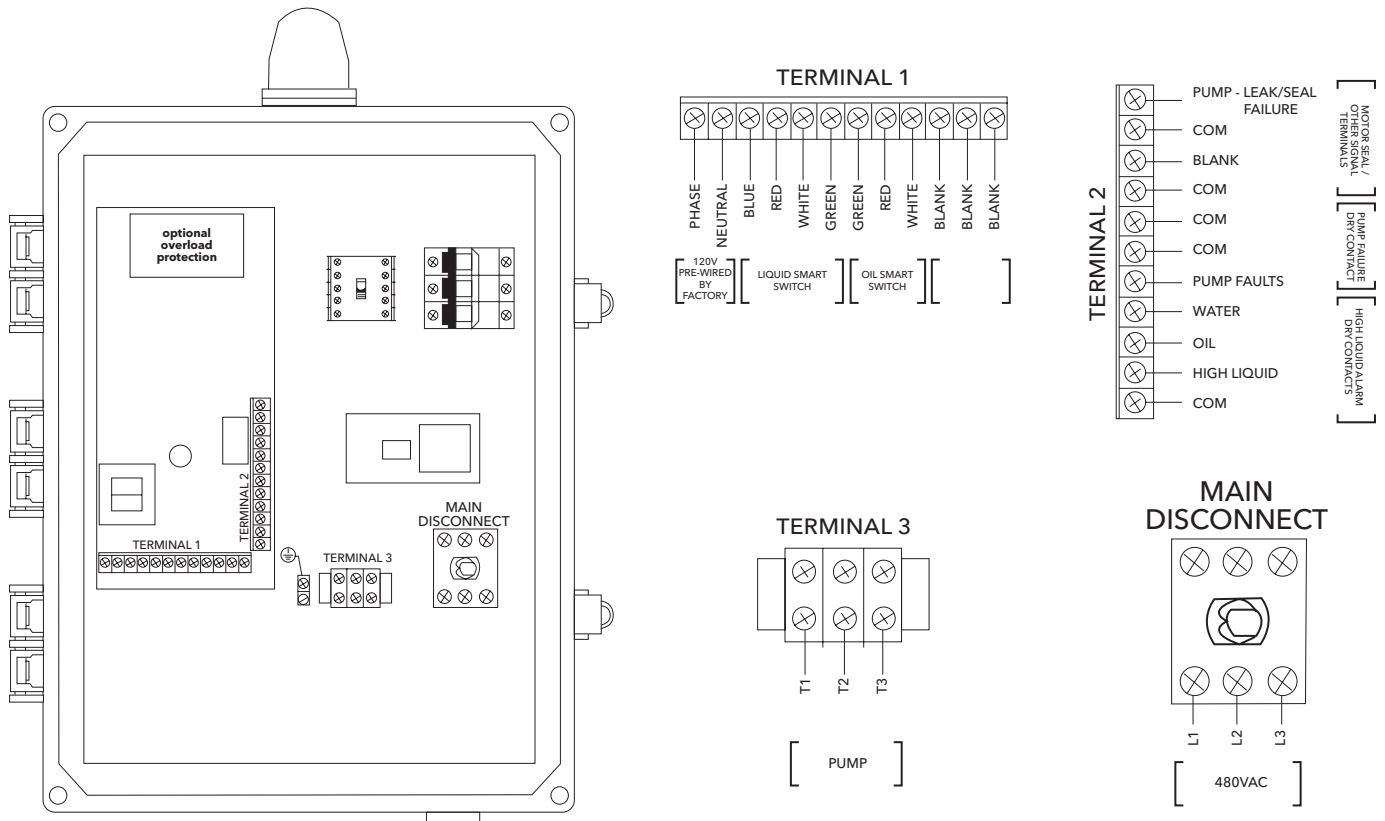 optional
overload
protection
TERMINAL 2
TERMINAL 1
TERMINAL 3
MAIN
DISCONNECT
TERMINAL 1
PHASE
NEUTRAL
BLUE
RED
WHITE
GREEN
GREEN
RED
WHITE
BLANK
BLANK
BLANK
120V
PRE-WIRED
BY
FACTORY
LIQUID SMART
SWITCH
OIL SMART
SWITCH
TERMINAL 2
PUMP - LEAK/SEAL
FAILURE
COM
BLANK
COM
COM
COM
PUMP FAULTS
WATER
OIL
HIGH LIQUID
COM
MOTOR SEAL /
OTHER SIGNAL
TERMINALS
PUMP FAILURE
DRY CONTACT
HIGH LIQUID ALARM
DRY CONTACTS
TERMINAL 3
T1
T2
T3
PUMP
MAIN
DISCONNECT
L1
L2
L3
480VAC